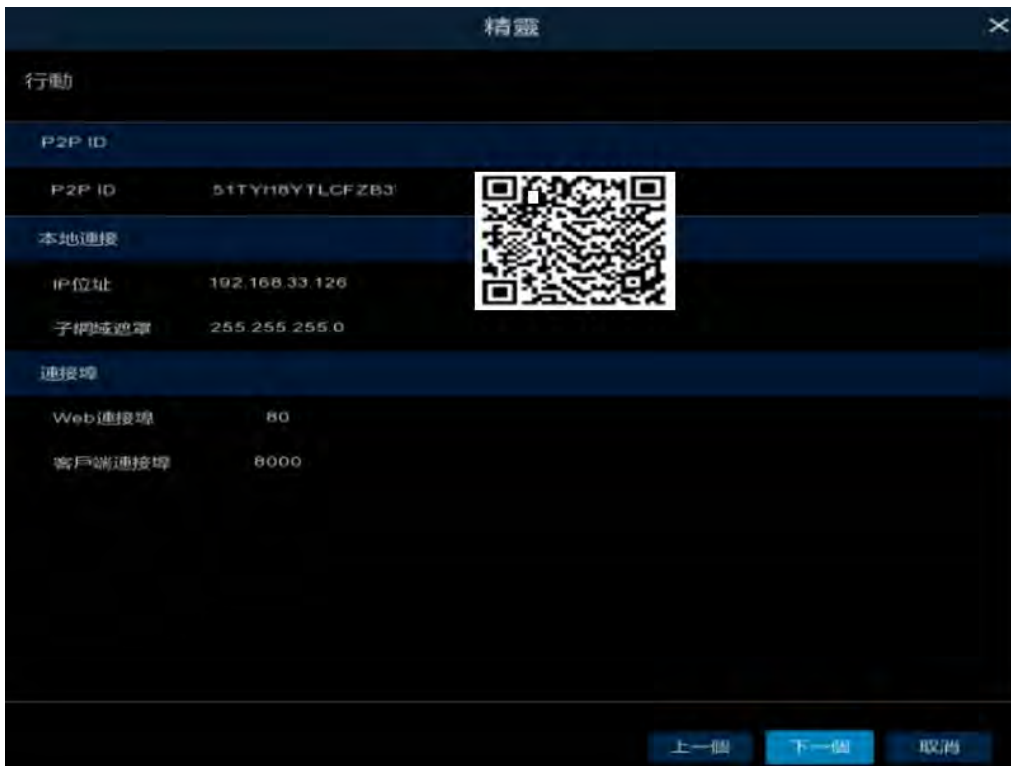 精靈
行動
P2P ID
P2P ID
本地連接
IP位址 192.168.33.126
子網域遮罩 255.255.255.0
連接埠
Web連接埠 80
客戶端連接埠 8000
上一個 下一個 取消